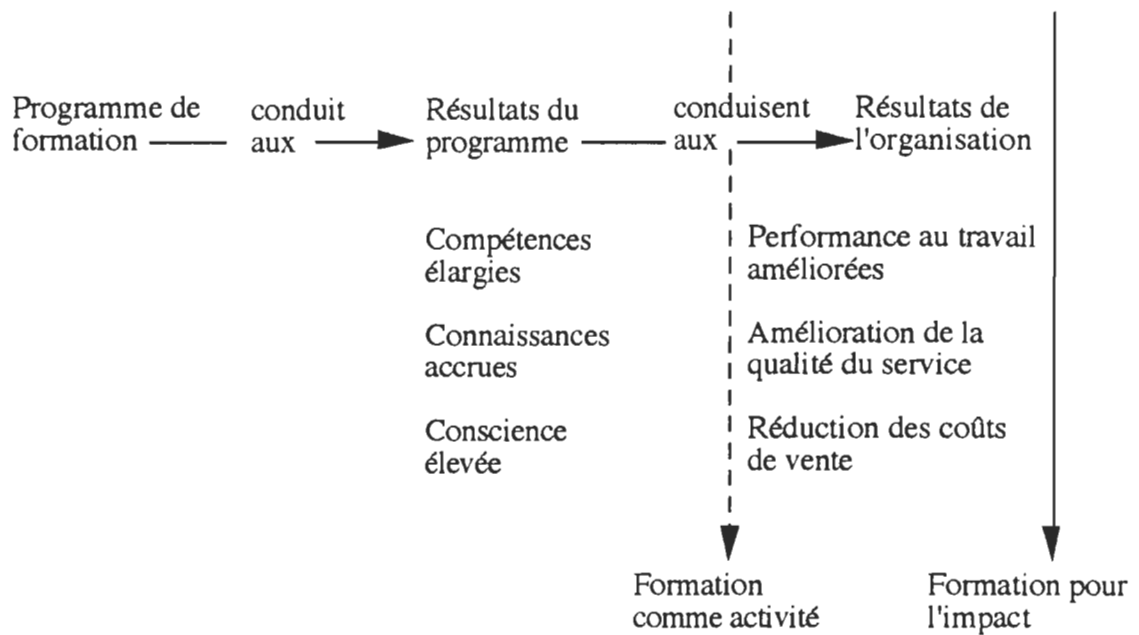 Programme de
formation
conduit
aux
Résultats du
programme
conduisent
aux
Résultats de
l'organisation
Compétences
élargies
Performance au travail
améliorées
Connaissances
accrues
Amélioration de la
qualité du service
Conscience
élevée
Réduction des coûts
de vente
Formation
comme activité
Formation pour
l'impact